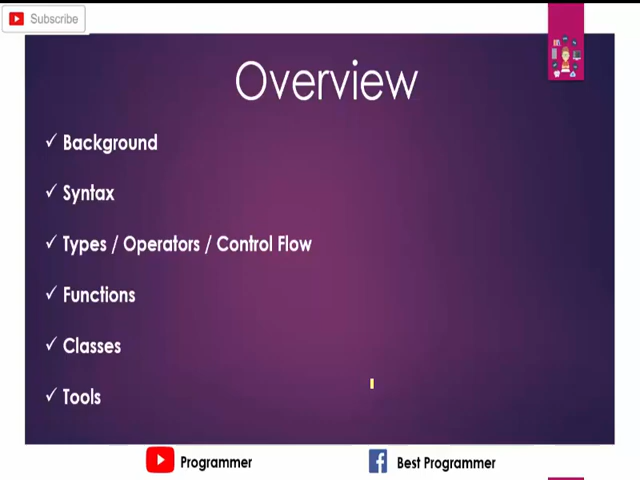 Subscribe
Overview
✓ Background
✓ Syntax
✓ Types / Operators / Control Flow
✓ Functions
✓ Classes
✓ Tools
Programmer
Best Programmer